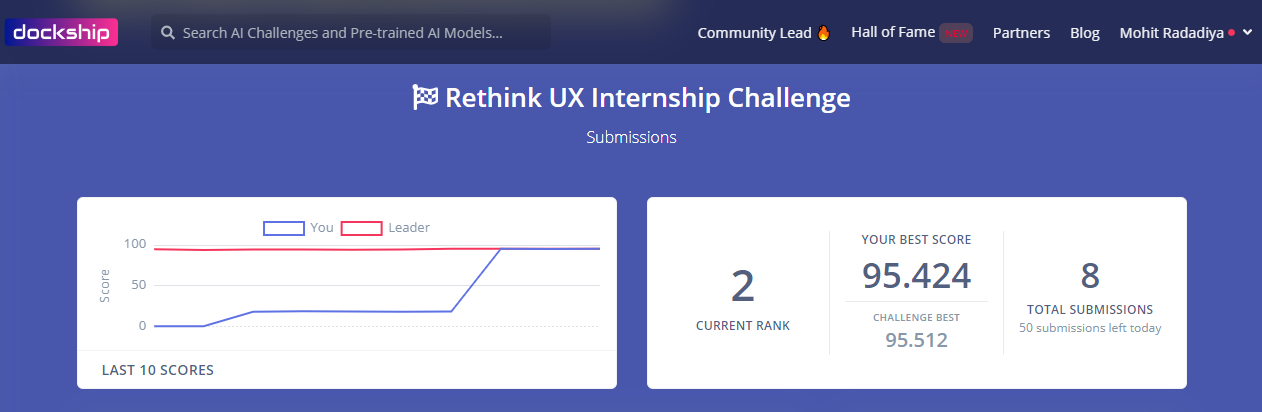 dockship
Search AI Challenges and Pre-trained AI Models...
Community Lead 🔥
Hall of Fame NEW
Partners
Blog
Mohit Radadiya
Rethink UX Internship Challenge
Submissions
You
Leader
100
50
0
Score
LAST 10 SCORES
2
CURRENT RANK
YOUR BEST SCORE
95.424
CHALLENGE BEST
95.512
8
TOTAL SUBMISSIONS
50 submissions left today